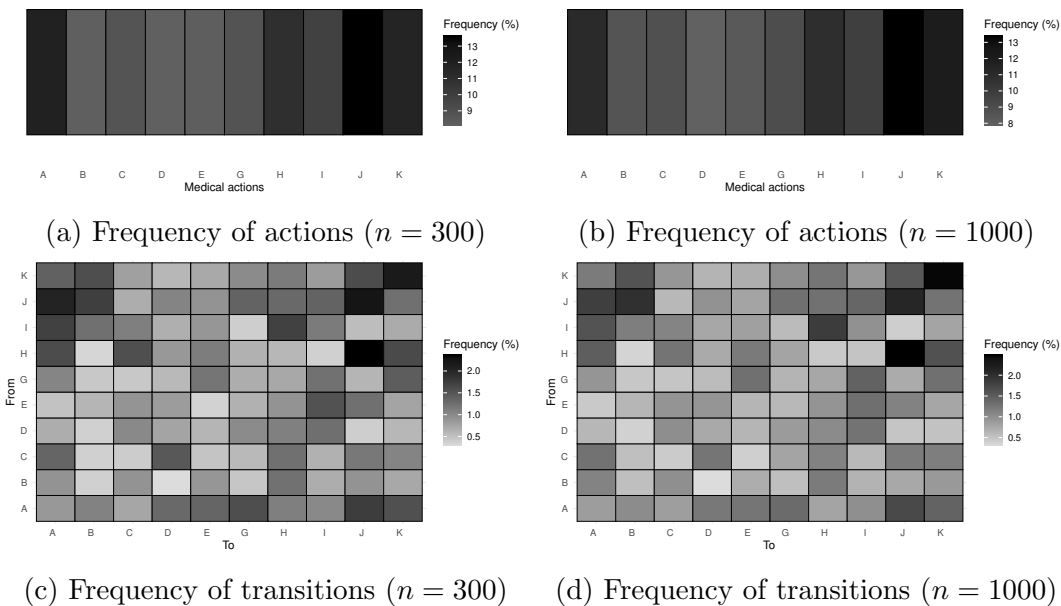 Frequency (%)
13
12
11
10
9
A B C D E G H I J K
Medical actions
(a) Frequency of actions (n = 300)
Frequency (%)
13
12
11
10
9
8
A B C D E G H I J K
Medical actions
(b) Frequency of actions (n = 1000)
K
J
I
H
G
E
D
C
B
A
From
A B C D E G H I J K
To
Frequency (%)
2.0
1.5
1.0
0.5
(c) Frequency of transitions (n = 300)
K
J
I
H
G
E
D
C
B
A
From
A B C D E G H I J K
To
Frequency (%)
2.0
1.5
1.0
0.5
(d) Frequency of transitions (n = 1000)